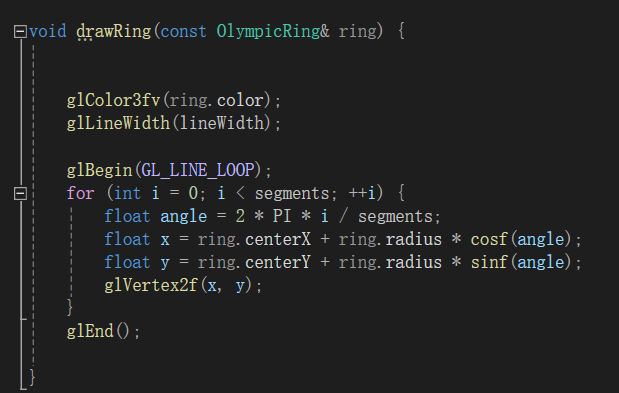 void drawRing(const OlympicRing& ring) {
glColor3fv(ring.color);
glLineWidth(lineWidth);
glBegin(GL_LINE_LOOP);
for (int i = 0; i < segments; ++i) {
float angle = 2 * PI * i / segments;
float x = ring.centerX + ring.radius * cosf(angle);
float y = ring.centerY + ring.radius * sinf(angle);
glVertex2f(x, y);
}
glEnd();
}